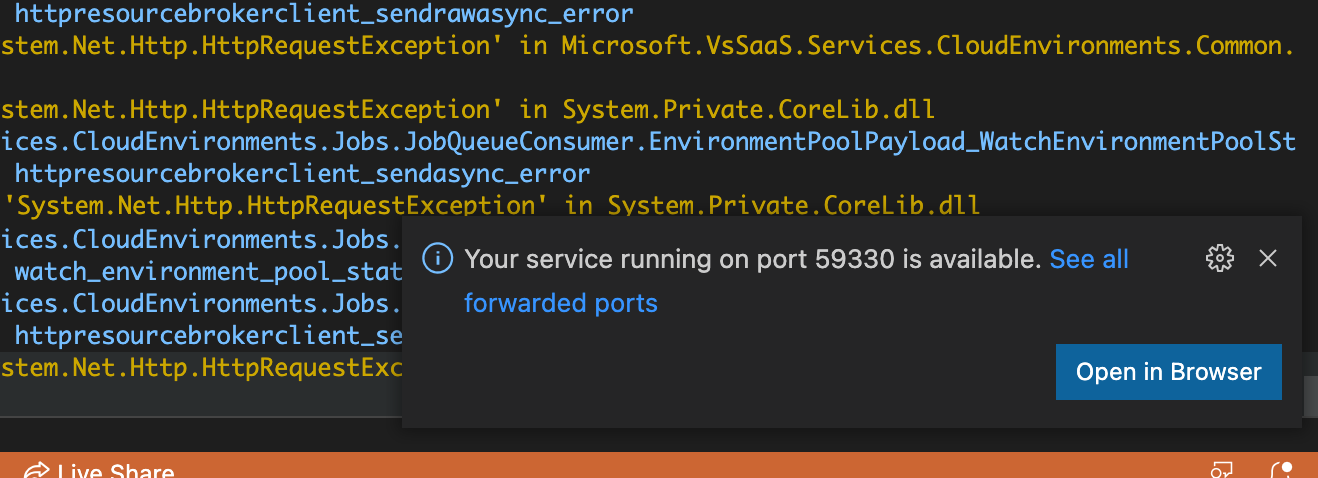 httpresourcebrokerclient_sendrawasync_error
stem.Net.Http.HttpRequestException' in Microsoft.VsSaaS.Services.CloudEnvironments.Common.
stem.Net.Http.HttpRequestException' in System.Private.CoreLib.dll
ices.CloudEnvironments.Jobs.JobQueueConsumer.EnvironmentPoolPayload_WatchEnvironmentPoolSt
httpresourcebrokerclient_sendasync_error
'System.Net.Http.HttpRequestException' in System.Private.CoreLib.dll
ices.CloudEnvironments.Jobs.
watch_environment_pool_stat
ices.CloudEnvironments.Jobs.
httpresourcebrokerclient_se
stem.Net.Http.HttpRequestExc
Your service running on port 59330 is available. See all
forwarded ports
Open in Browser
Live Share